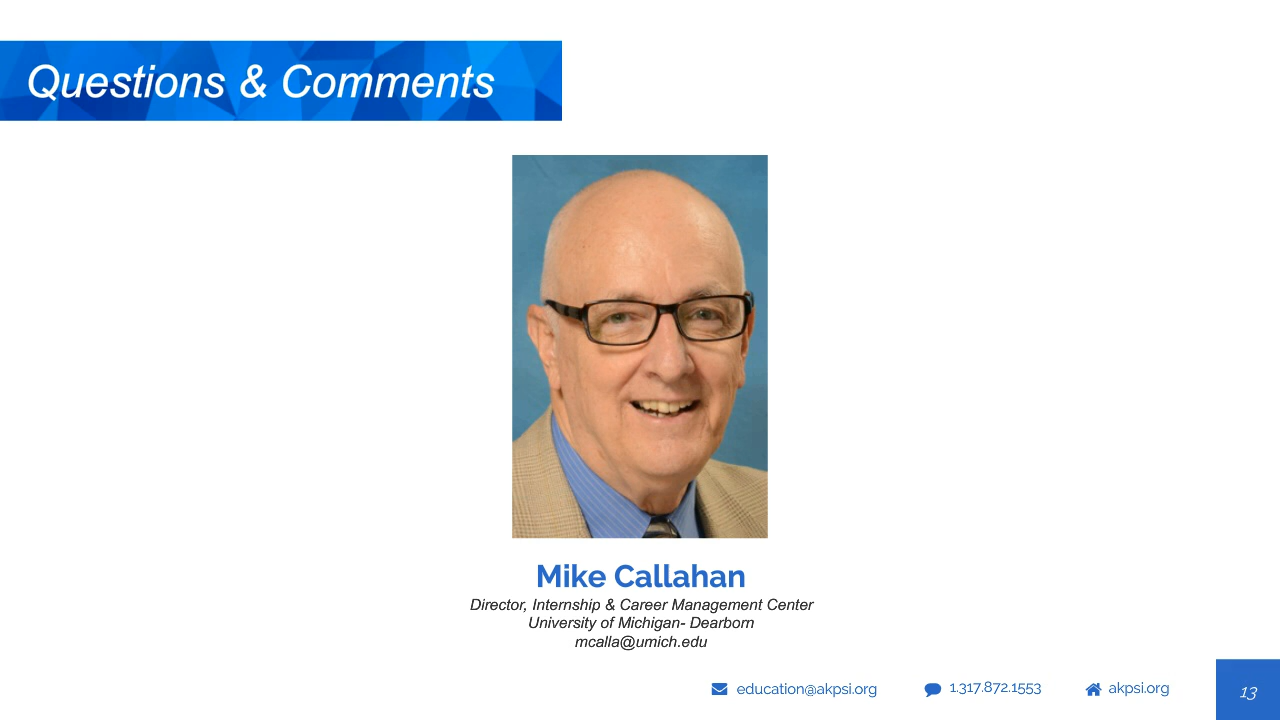 Questions & Comments
Mike Callahan
Director, Internship & Career Management Center
University of Michigan- Dearborn
mcalla@umich.edu
education@akpsi.org 1.317.872.1553 akpsi.org
13